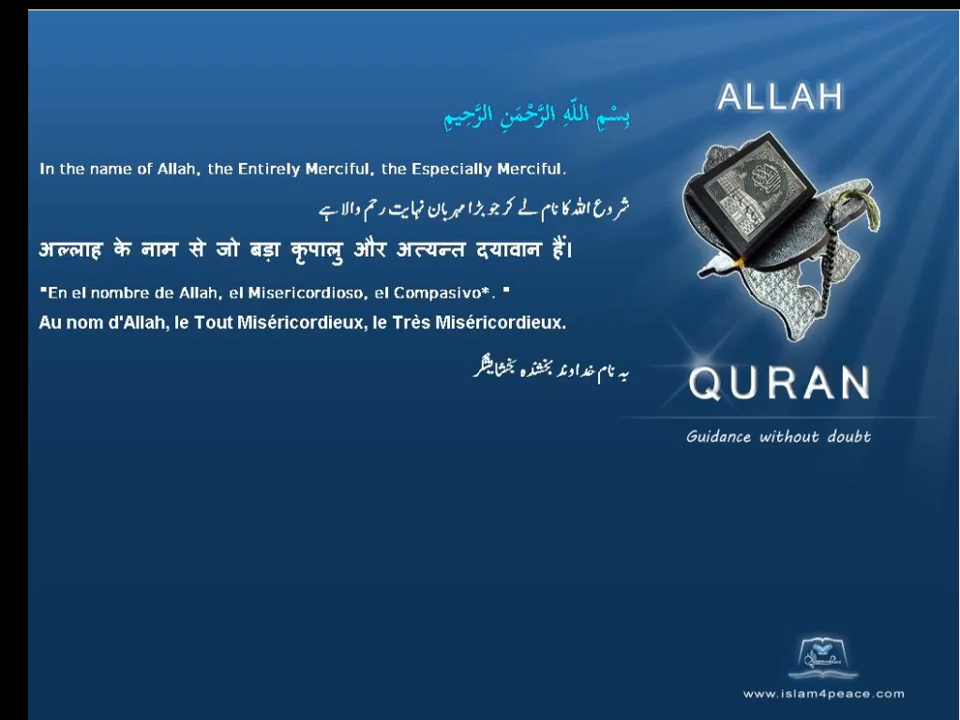 بِسْمِ اللَّهِ الرَّحْمَنِ الرَّحِيمِ
In the name of Allah, the Entirely Merciful, the Especially Merciful.
شروع الله کا نام لے کر جو بڑا مہربان نہایت رحم والا ہے
अल्लाह के नाम से जो बड़ा कृपालु और अत्यन्त दयावान हैं।
"En el nombre de Allah, el Misericordioso, el Compasivo*. "
Au nom d'Allah, le Tout Miséricordieux, le Très Miséricordieux.
به نام خداوند بخشنده بخشایشگر
ALLAH
QURAN
Guidance without doubt
www.islam4peace.com